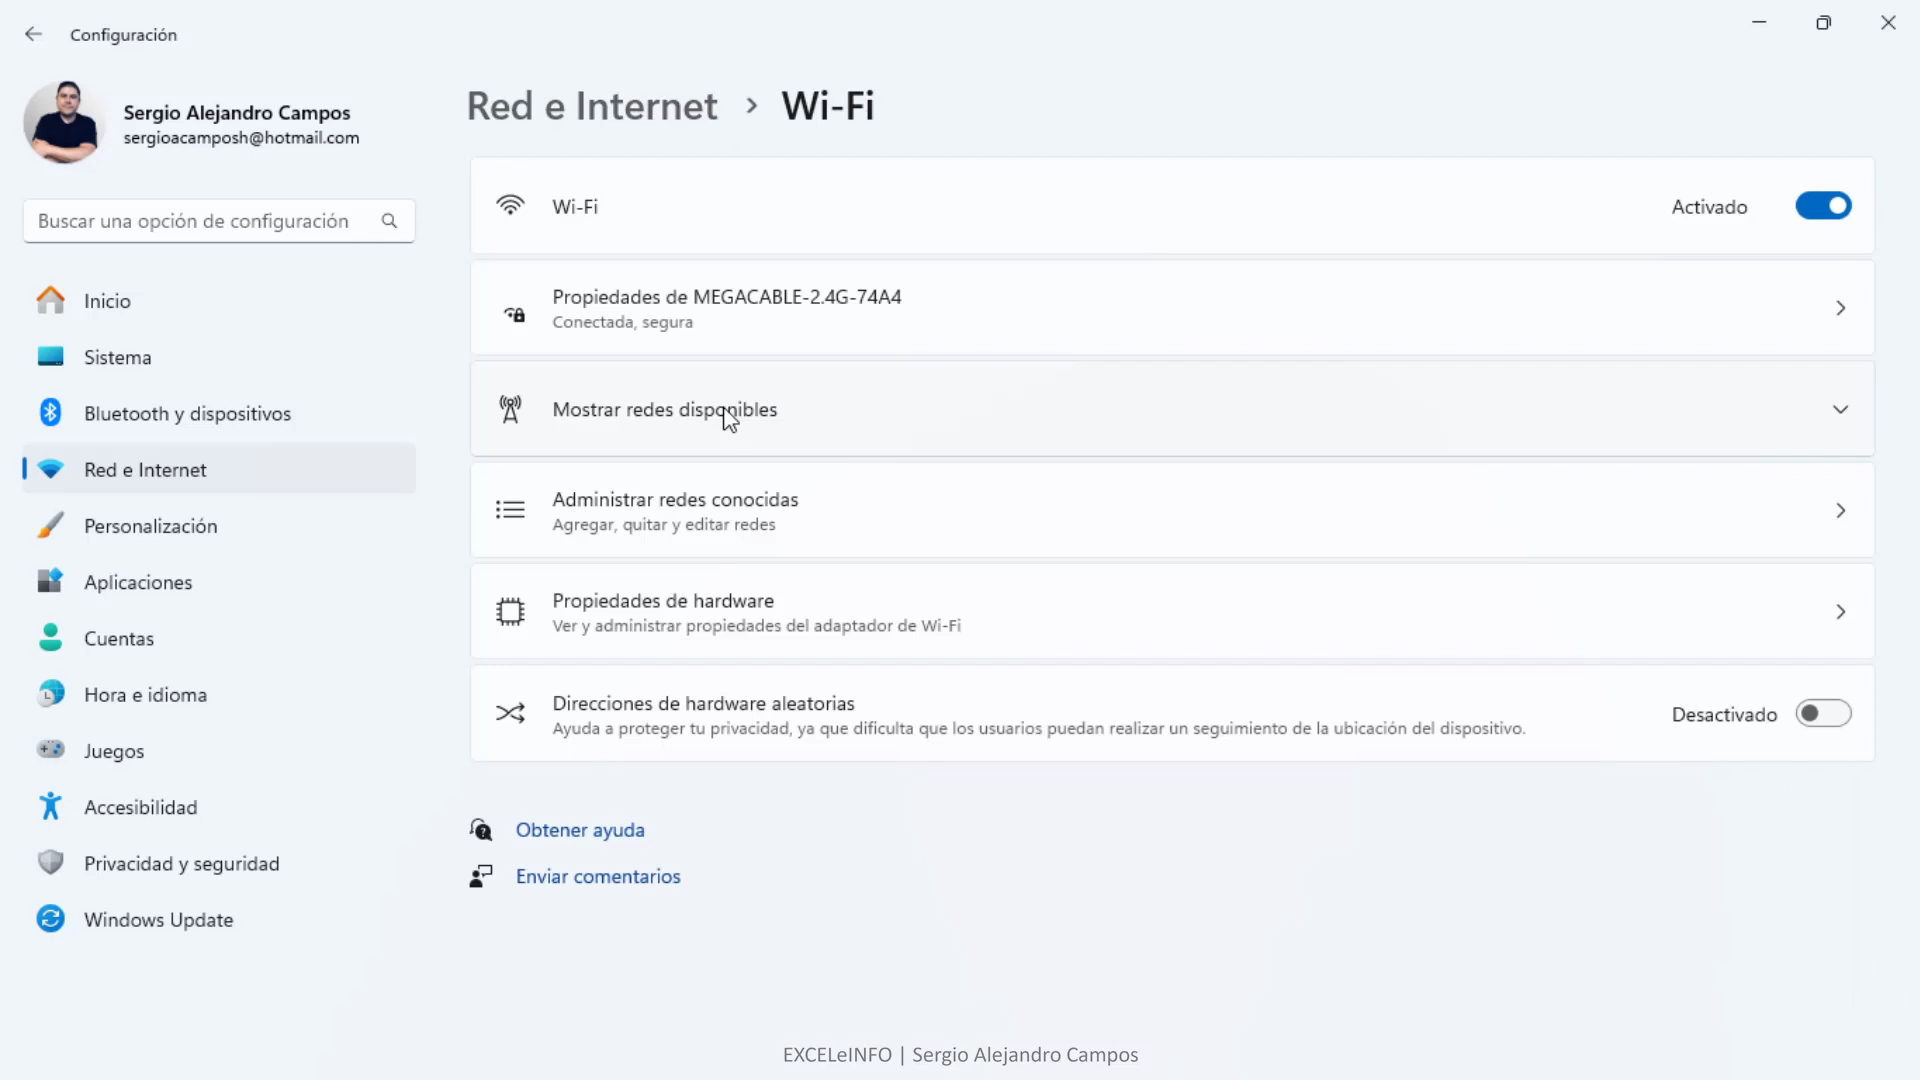 Configuración
Sergio Alejandro Campos
sergioacamposh@hotmail.com
Buscar una opción de configuración
Inicio
Sistema
Bluetooth y dispositivos
Red e Internet
Personalización
Aplicaciones
Cuentas
Hora e idioma
Juegos
Accesibilidad
Privacidad y seguridad
Windows Update
Red e Internet > Wi-Fi
Wi-Fi
Activado
Propiedades de MEGACABLE-2.4G-74A4
Conectada, segura
Mostrar redes disponibles
Administrar redes conocidas
Agregar, quitar y editar redes
Propiedades de hardware
Ver y administrar propiedades del adaptador de Wi-Fi
Direcciones de hardware aleatorias
Ayuda a proteger tu privacidad, ya que dificulta que los usuarios puedan realizar un seguimiento de la ubicación del dispositivo.
Desactivado
Obtener ayuda
Enviar comentarios
EXCELeINFO | Sergio Alejandro Campos